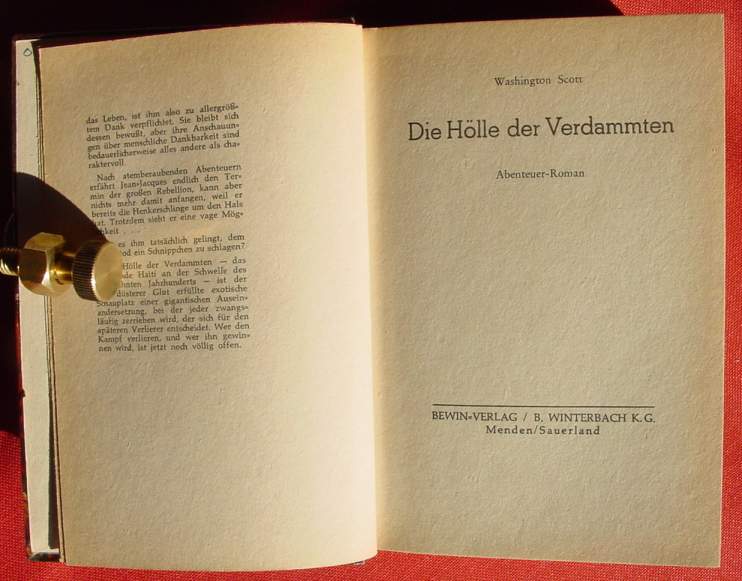 das Leben, ist ihm also zu allergröß-
tem Dank verpflichtet. Sie bleibt sich
dessen bewußt, aber ihre Anschauun-
gen über menschliche Dankbarkeit sind
bedauerlicherweise alles andere als cha-
raktervoll.
Nach atemberaubenden Abenteuern
erfährt Jean-Jacques endlich den Ter-
min der großen Rebellion, kann aber
nichts mehr damit anfangen, weil er
bereits die Henkerschlinge um den Hals
hat. Trotzdem sieht er eine vage Mög-
lichkeit . . .
es ihm tatsächlich gelingt, dem
od ein Schnippchen zu schlagen?
Hölle der Verdammten — das
de Haiti an der Schwelle des
nten Jahrhunderts — ist der
düsterer Glut erfüllte exotische
Schauplatz einer gigantischen Ausein-
andersetzung, bei der jeder zwangs-
läufig zerrieben wird, der sich für den
späteren Verlierer entscheidet. Wer den
Kampf verlieren, und wer ihn gewin-
nen wird, ist jetzt noch völlig offen.
Washington Scott
Die Hölle der Verdammten
Abenteuer-Roman
BEWIN-VERLAG / B. WINTERBACH K.G.
Menden/Sauerland